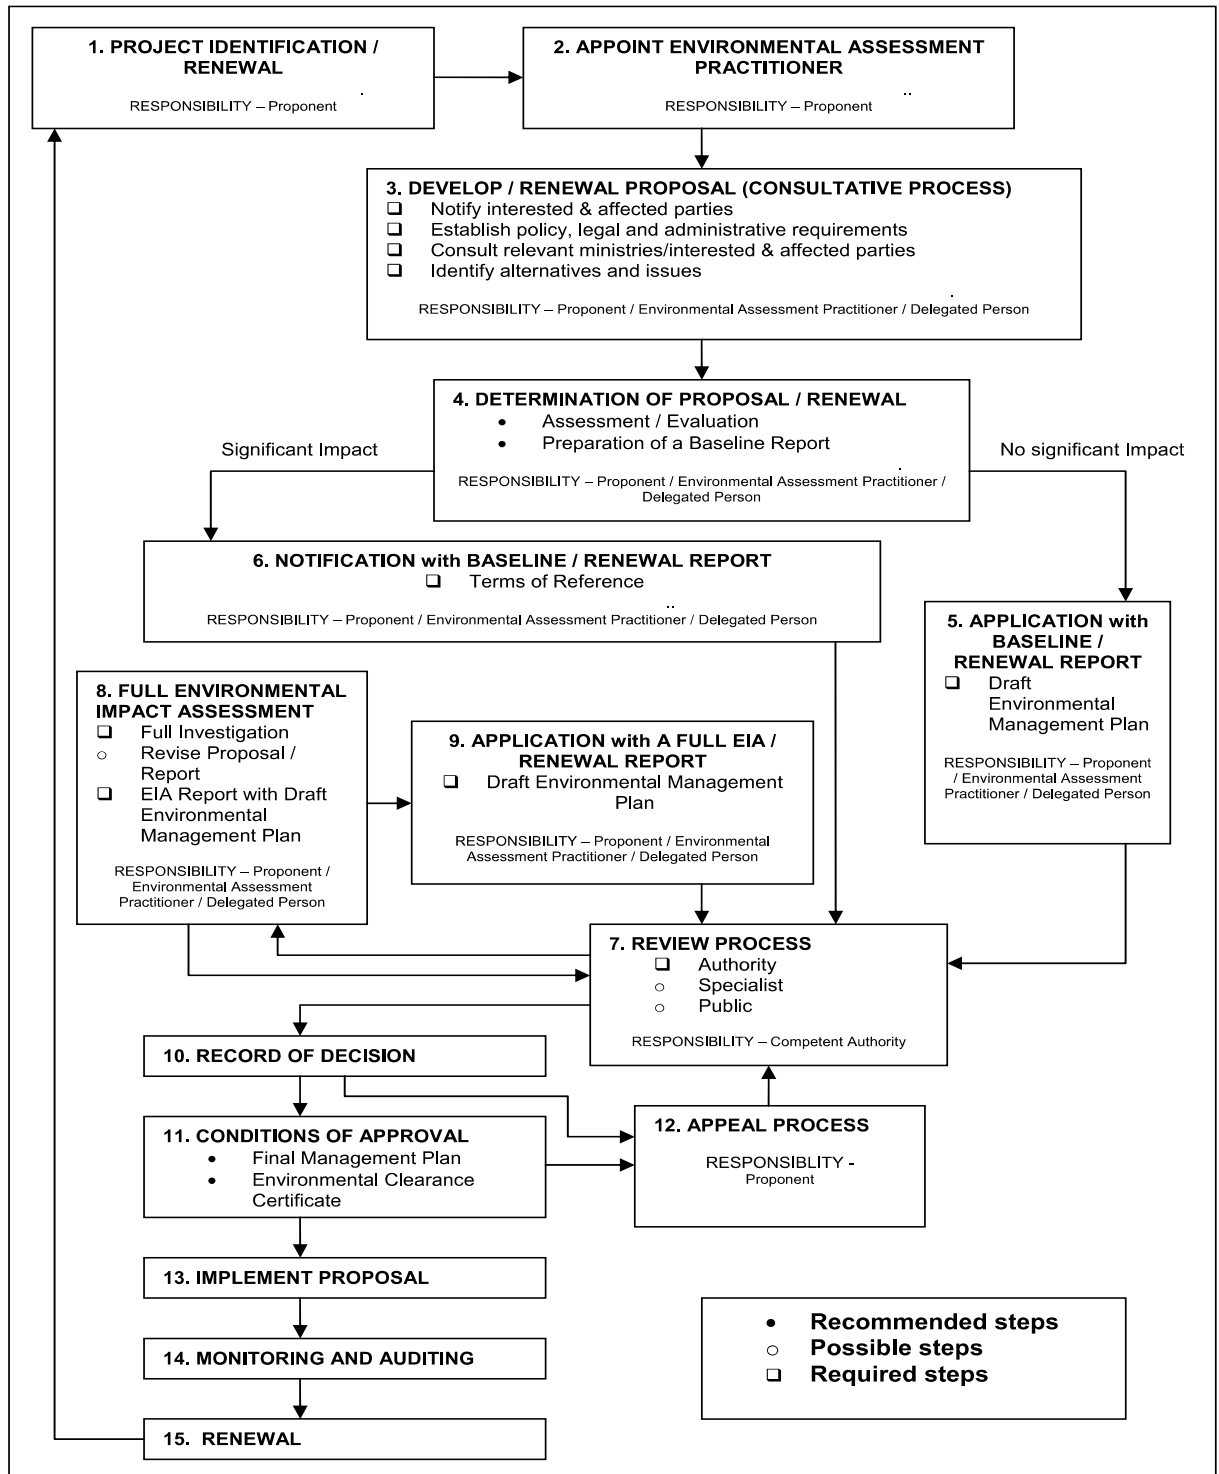 1. PROJECT IDENTIFICATION /
RENEWAL
RESPONSIBILITY – Proponent
2. APPOINT ENVIRONMENTAL ASSESSMENT
PRACTITIONER
RESPONSIBILITY – Proponent
3. DEVELOP / RENEWAL PROPOSAL (CONSULTATIVE PROCESS)
❑ Notify interested & affected parties
❑ Establish policy, legal and administrative requirements
❑ Consult relevant ministries/interested & affected parties
❑ Identify alternatives and issues
RESPONSIBILITY – Proponent / Environmental Assessment Practitioner / Delegated Person
4. DETERMINATION OF PROPOSAL / RENEWAL
• Assessment / Evaluation
• Preparation of a Baseline Report
RESPONSIBILITY – Proponent / Environmental Assessment Practitioner /
Delegated Person
Significant Impact
No significant Impact
6. NOTIFICATION with BASELINE / RENEWAL REPORT
❑ Terms of Reference
RESPONSIBILITY – Proponent / Environmental Assessment Practitioner / Delegated Person
5. APPLICATION with
BASELINE /
RENEWAL REPORT
❑ Draft
Environmental
Management Plan
RESPONSIBILITY – Proponent
/ Environmental Assessment
Practitioner / Delegated Person
8. FULL ENVIRONMENTAL
IMPACT ASSESSMENT
❑ Full Investigation
○ Revise Proposal /
Report
❑ EIA Report with Draft
Environmental
Management Plan
RESPONSIBILITY – Proponent /
Environmental Assessment
Practitioner / Delegated Person
9. APPLICATION with A FULL EIA /
RENEWAL REPORT
❑ Draft Environmental Management
Plan
RESPONSIBILITY – Proponent / Environmental
Assessment Practitioner / Delegated Person
7. REVIEW PROCESS
❑ Authority
○ Specialist
○ Public
RESPONSIBILITY – Competent Authority
10. RECORD OF DECISION
11. CONDITIONS OF APPROVAL
• Final Management Plan
• Environmental Clearance
Certificate
12. APPEAL PROCESS
RESPONSIBLITY -
Proponent
13. IMPLEMENT PROPOSAL
14. MONITORING AND AUDITING
15. RENEWAL
• Recommended steps
○ Possible steps
❑ Required steps